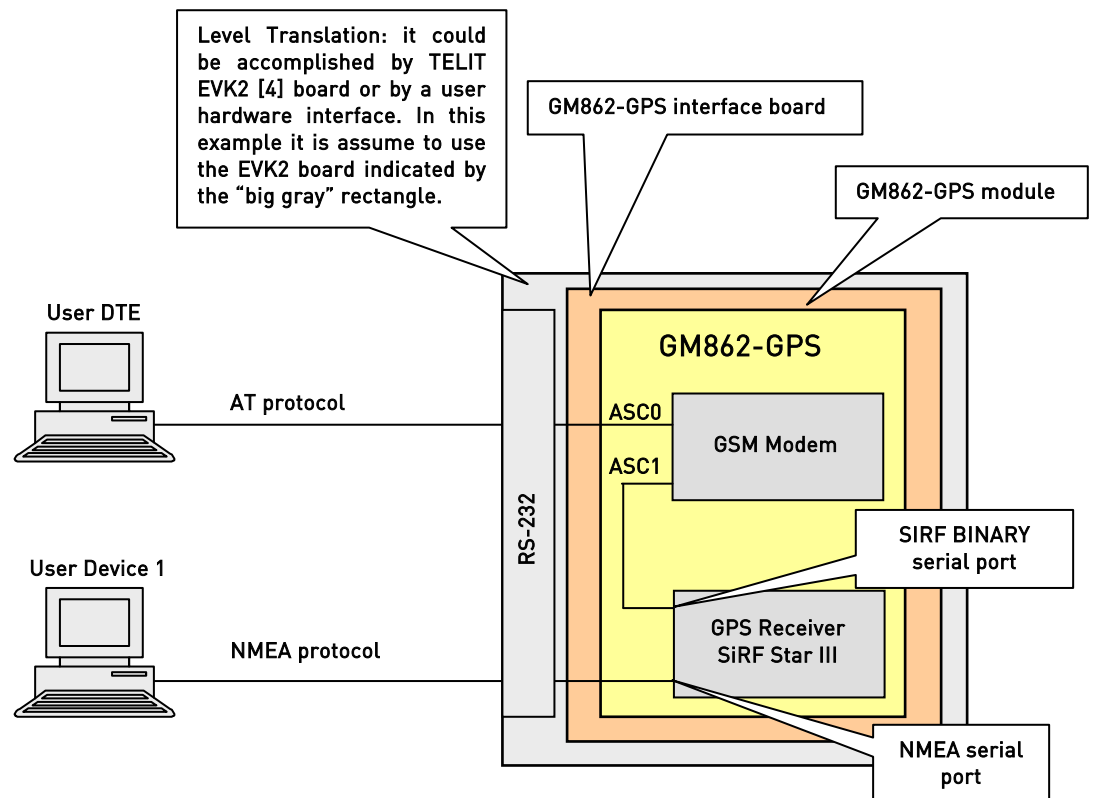 Level Translation: it could
be accomplished by TELIT
EVK2 [4] board or by a user
hardware interface. In this
example it is assume to use
the EVK2 board indicated by
the “big gray” rectangle.
GM862-GPS interface board
GM862-GPS module
User DTE
GM862-GPS
AT protocol
ASC0
GSM Modem
ASC1
RS-232
SIRF BINARY
serial port
User Device 1
GPS Receiver
SiRF Star III
NMEA protocol
NMEA serial
port